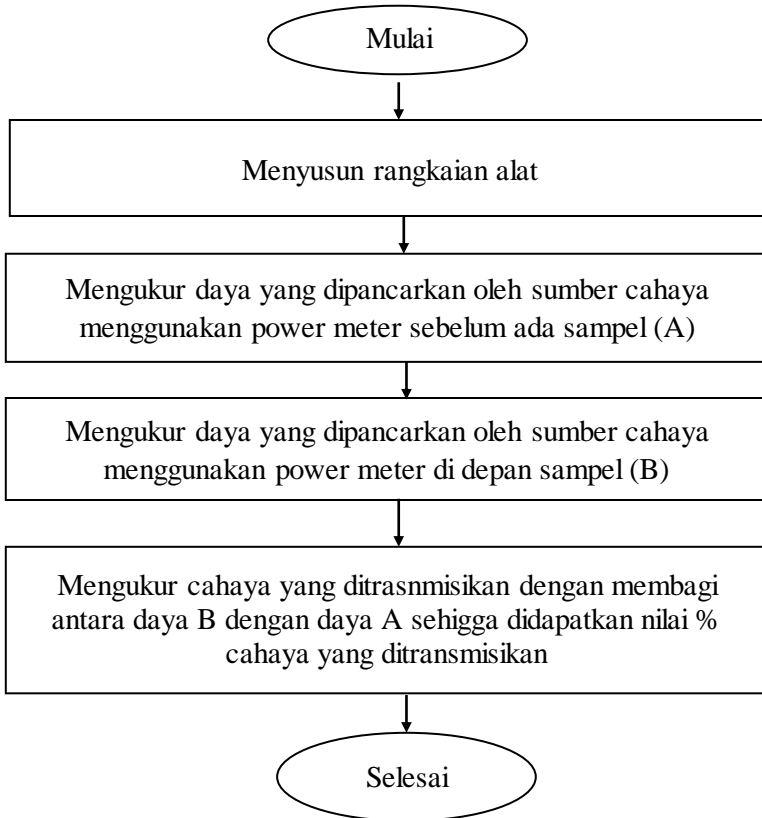 Mulai
Menyusun rangkaian alat
Mengukur daya yang dipancarkan oleh sumber cahaya
menggunakan power meter sebelum ada sampel (A)
Mengukur daya yang dipancarkan oleh sumber cahaya
menggunakan power meter di depan sampel (B)
Mengukur cahaya yang ditrasnmisikan dengan membagi
antara daya B dengan daya A sehigga didapatkan nilai %
cahaya yang ditransmisikan
Selesai